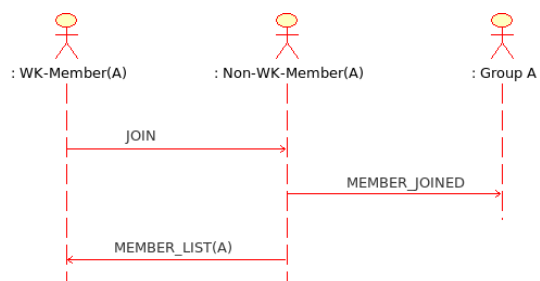 : WK-Member(A)
: Non-WK-Member(A)
: Group A
JOIN
MEMBER_JOINED
MEMBER_LIST(A)